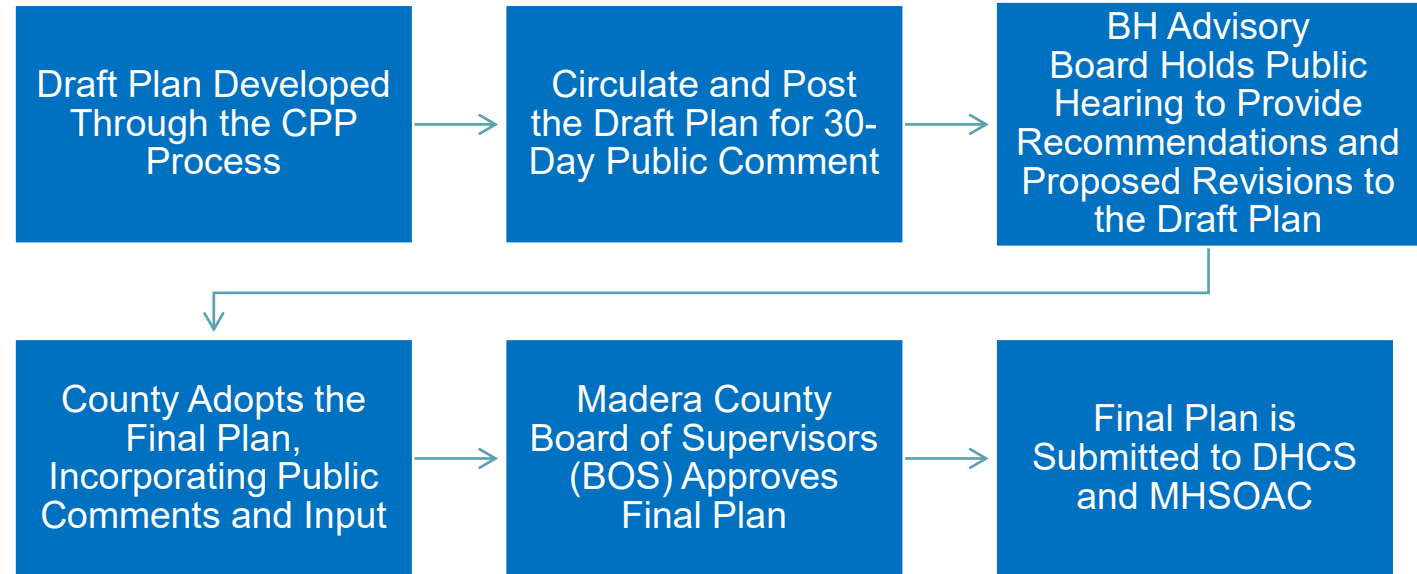 Draft Plan Developed
Through the CPP
Process
Circulate and Post
the Draft Plan for 30-
Day Public Comment
BH Advisory
Board Holds Public
Hearing to Provide
Recommendations and
Proposed Revisions to
the Draft Plan
County Adopts the
Final Plan,
Incorporating Public
Comments and Input
Madera County
Board of Supervisors
(BOS) Approves
Final Plan
Final Plan is
Submitted to DHCS
and MHSOAC